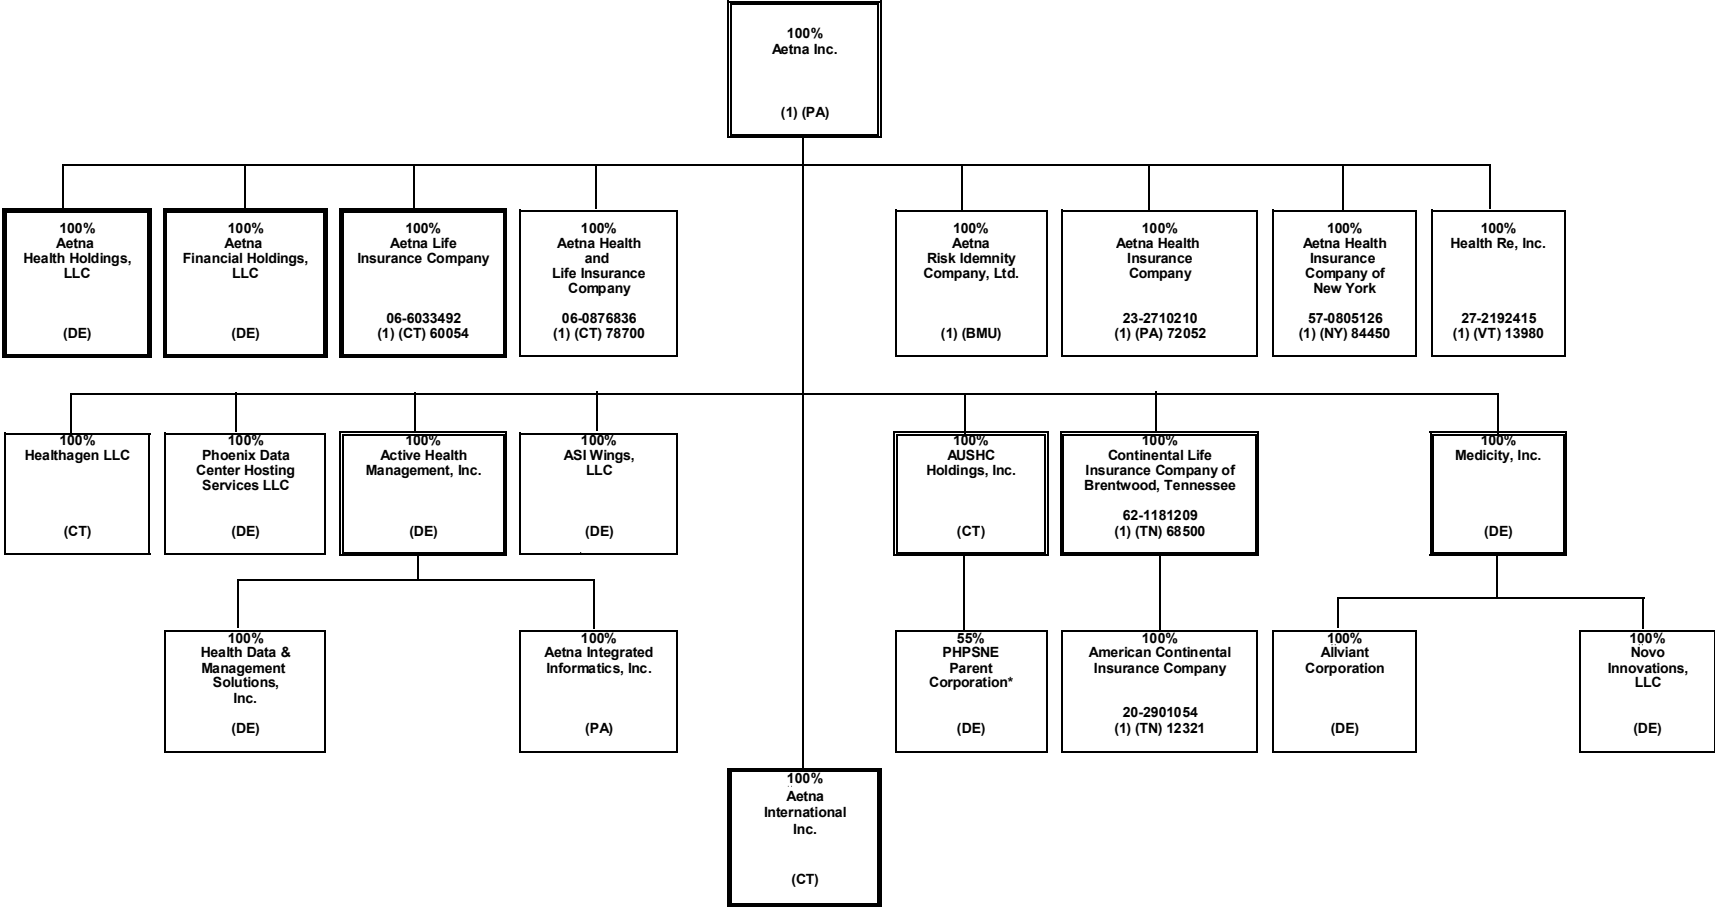 100%
Aetna Inc.
(1) (PA)
100%
Aetna
Health Holdings,
LLC
(DE)
100%
Aetna
Financial Holdings,
LLC
(DE)
100%
Aetna Life
Insurance Company
06-6033492
(1) (CT) 60054
100%
Aetna Health
and
Life Insurance
Company
06-0876836
(1) (CT) 78700
100%
Aetna
Risk Idemnity
Company, Ltd.
(1) (BMU)
100%
Aetna Health
Insurance
Company
23-2710210
(1) (PA) 72052
100%
Aetna Health
Insurance
Company of
New York
57-0805126
(1) (NY) 84450
100%
Health Re, Inc.
27-2192415
(1) (VT) 13980
100%
Healthagen LLC
(CT)
100%
Phoenix Data
Center Hosting
Services LLC
(DE)
100%
Active Health
Management, Inc.
(DE)
100%
ASI Wings,
LLC
(DE)
100%
AUSHC
Holdings, Inc.
(CT)
100%
Continental Life
Insurance Company of
Brentwood, Tennessee
62-1181209
(1) (TN) 68500
100%
Medicity, Inc.
(DE)
100%
Health Data &
Management
Solutions,
Inc.
(DE)
100%
Aetna Integrated
Informatics, Inc.
(PA)
55%
PHPSNE
Parent
Corporation*
(DE)
100%
American Continental
Insurance Company
20-2901054
(1) (TN) 12321
100%
Allviant
Corporation
(DE)
100%
Novo
Innovations,
LLC
(DE)
100%
Aetna
International
Inc.
(CT)